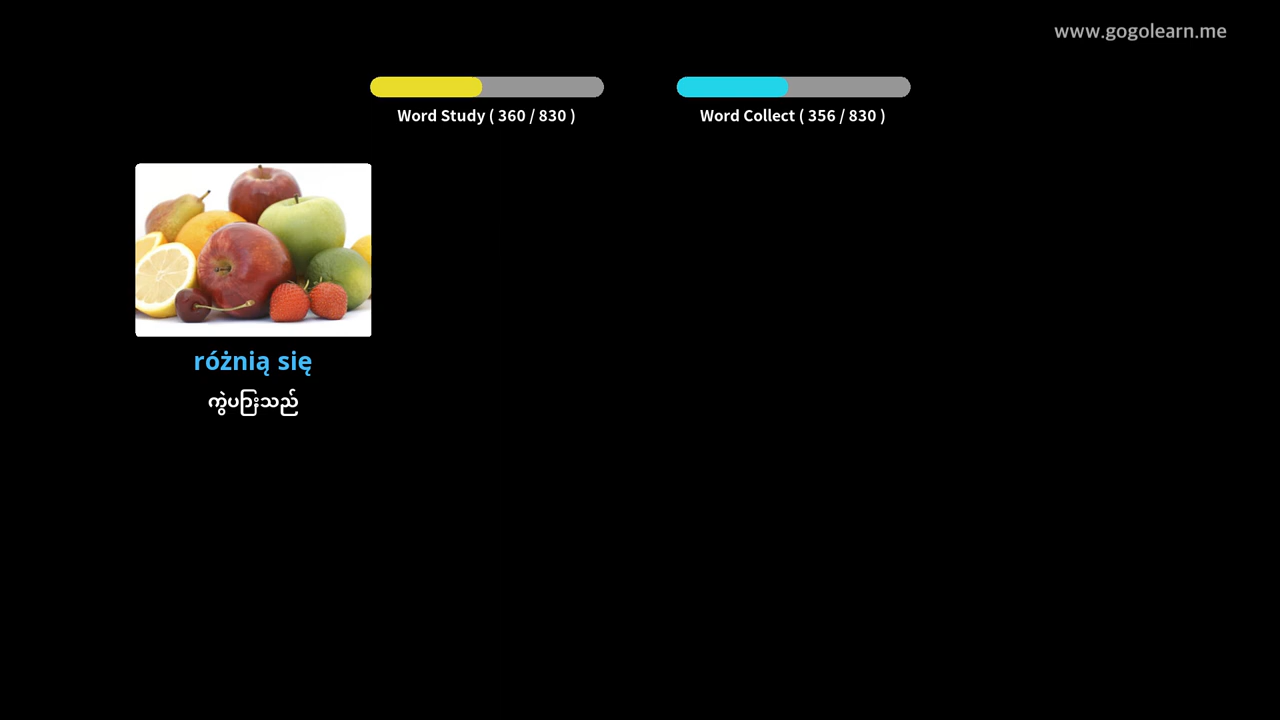 www.gogolearn.me
Word Study ( 360 / 830 )
Word Collect ( 356 / 830 )
różnią się
ကွဲပြားသည်